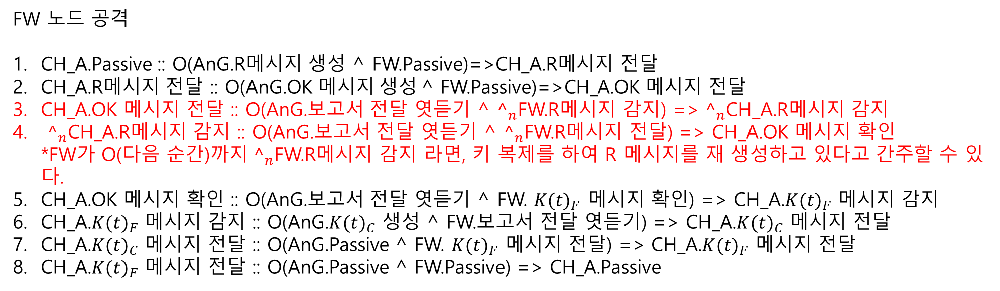 FW 노드 공격
1. CH_A.Passive :: O(AnG.R메시지 생성 ^ FW.Passive)=>CH_A.R메시지 전달
2. CH_A.R메시지 전달 :: O(AnG.OK 메시지 생성 ^ FW.Passive)=>CH_A.OK 메시지 전달
3. CH_A.OK 메시지 전달 :: O(AnG.보고서 전달 엿듣기 ^ ^ₙFW.R메시지 감지) => ^ₙCH_A.R메시지 감지
4. ^ₙCH_A.R메시지 감지 :: O(AnG.보고서 전달 엿듣기 ^ ^ₙFW.R메시지 전달) => CH_A.OK 메시지 확인
*FW가 O(다음 순간)까지 ^ₙFW.R메시지 감지 라면, 키 복제를 하여 R 메시지를 재 생성하고 있다고 간주할 수 있
다.
5. CH_A.OK 메시지 확인 :: O(AnG.보고서 전달 엿듣기 ^ FW. K(t)_F 메시지 확인) => CH_A.K(t)_F 메시지 감지
6. CH_A.K(t)_F 메시지 감지 :: O(AnG.K(t)_C 생성 ^ FW.보고서 전달 엿듣기) => CH_A.K(t)_C 메시지 전달
7. CH_A.K(t)_C 메시지 전달 :: O(AnG.Passive ^ FW. K(t)_F 메시지 전달) => CH_A.K(t)_F 메시지 전달
8. CH_A.K(t)_F 메시지 전달 :: O(AnG.Passive ^ FW.Passive) => CH_A.Passive